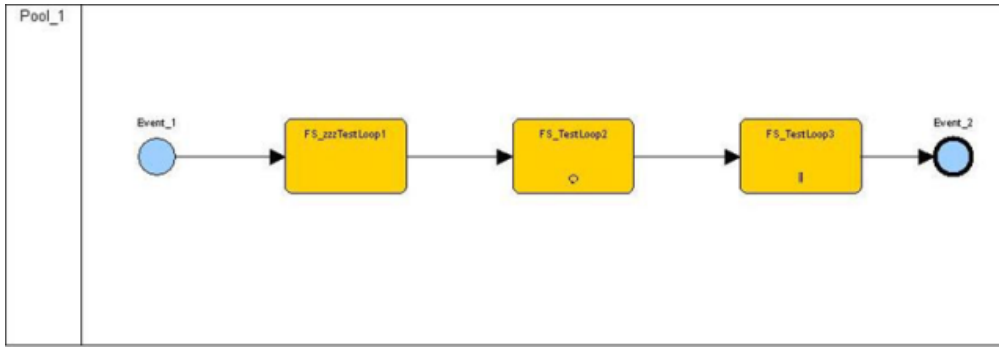 Pool_1
Event_1
FS_zzzTestLoop1
FS_TestLoop2
FS_TestLoop3
Event_2